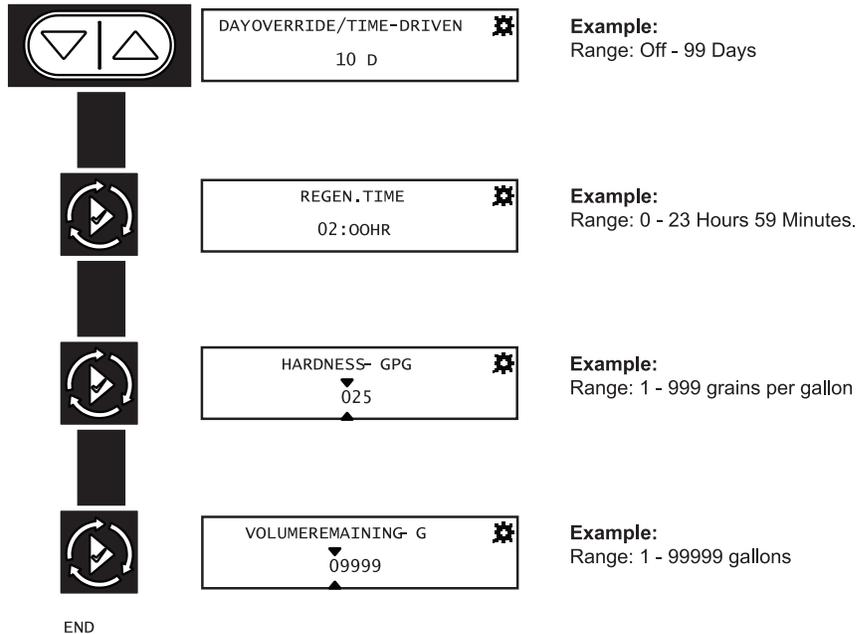 DAYOVERRIDE/TIME-DRIVEN
10 D
Example:
Range: Off - 99 Days
REGEN.TIME
02:OOHR
Example:
Range: 0 - 23 Hours 59 Minutes.
HARDNESS- GPG
025
Example:
Range: 1 - 999 grains per gallon
VOLUMEREMAINING- G
09999
Example:
Range: 1 - 99999 gallons
END